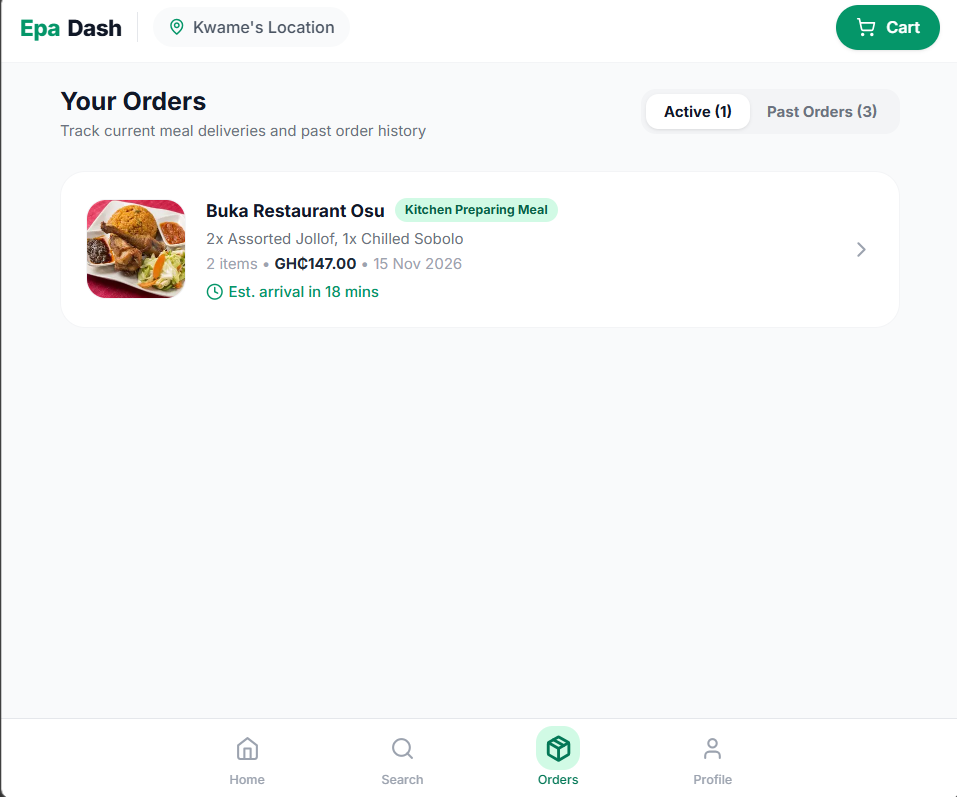 Epa Dash
Kwame's Location
Cart
Your Orders
Track current meal deliveries and past order history
Active (1)
Past Orders (3)
Buka Restaurant Osu
Kitchen Preparing Meal
2x Assorted Jollof, 1x Chilled Sobolo
2 items • GH₵147.00 • 15 Nov 2026
Est. arrival in 18 mins
Home
Search
Orders
Profile